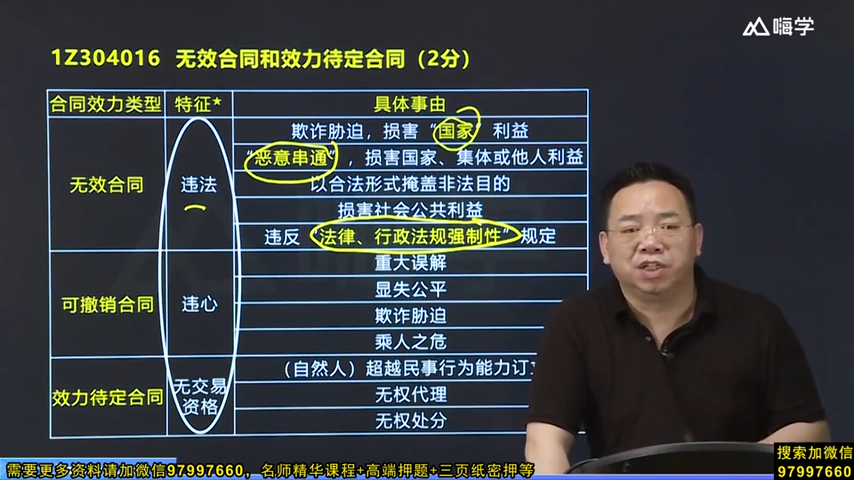 嗨学
1Z304016 无效合同和效力待定合同（2分）
合同效力类型 特征★ 具体事由
无效合同 违法 欺诈胁迫，损害“国家”利益
“恶意串通”，损害国家、集体或他人利益
以合法形式掩盖非法目的
损害社会公共利益
违反“法律、行政法规强制性”规定
可撤销合同 违心 重大误解
显失公平
欺诈胁迫
乘人之危
效力待定合同 无交易资格 （自然人）超越民事行为能力订
无权代理
无权处分
需要更多资料请加微信97997660，名师精华课程+高端押题+三页纸密押等
搜索加微信
97997660